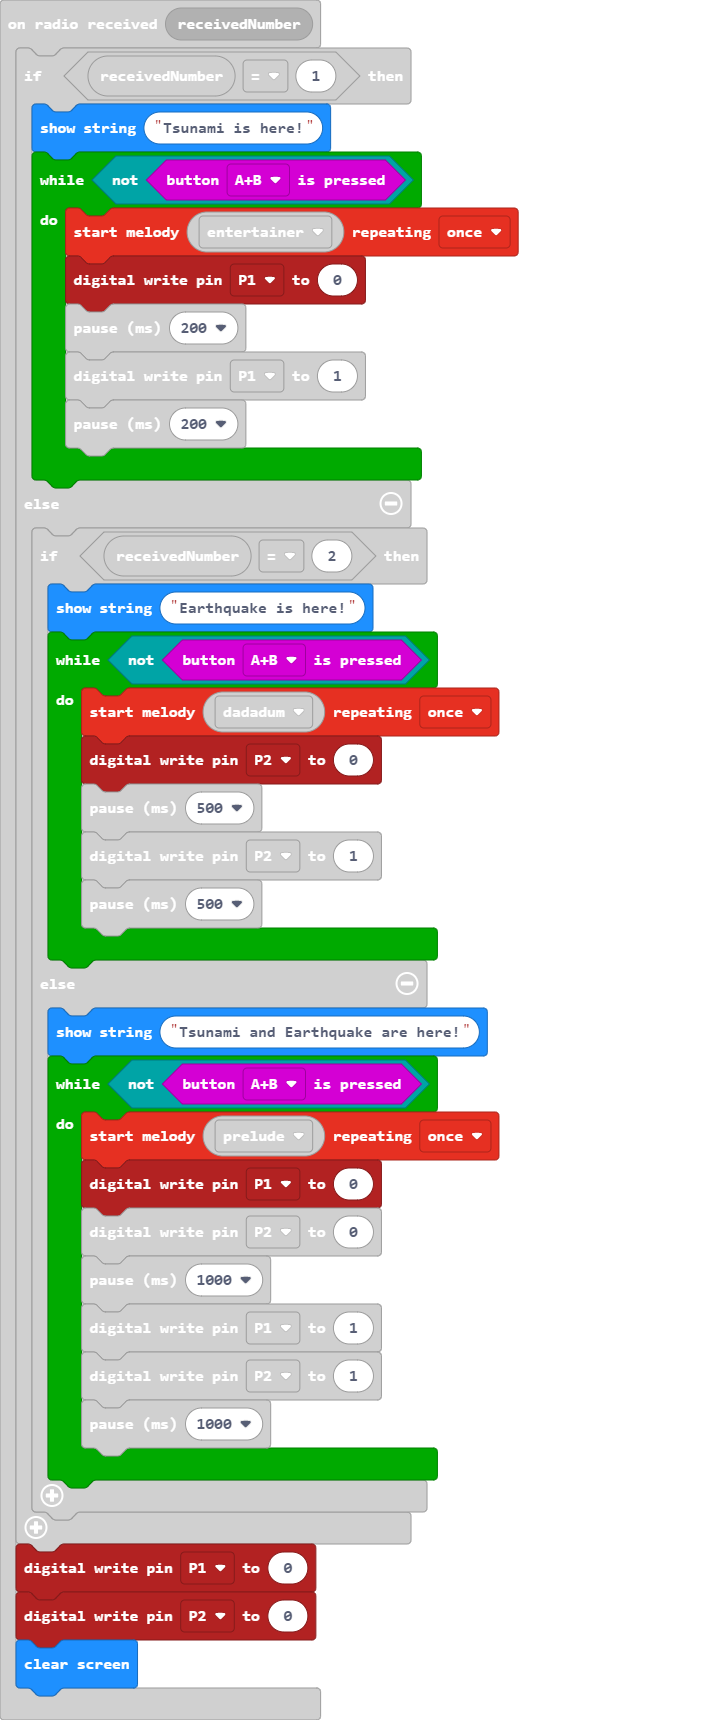 on radio received receivedNumber
if receivedNumber = 1 then
show string "Tsunami is here!"
while not button A+B is pressed
do
start melody entertainer repeating once
digital write pin P1 to 0
pause (ms) 200
digital write pin P1 to 1
pause (ms) 200
else
if receivedNumber = 2 then
show string "Earthquake is here!"
while not button A+B is pressed
do
start melody dadadum repeating once
digital write pin P2 to 0
pause (ms) 500
digital write pin P2 to 1
pause (ms) 500
else
show string "Tsunami and Earthquake are here!"
while not button A+B is pressed
do
start melody prelude repeating once
digital write pin P1 to 0
digital write pin P2 to 0
pause (ms) 1000
digital write pin P1 to 1
digital write pin P2 to 1
pause (ms) 1000
digital write pin P1 to 0
digital write pin P2 to 0
clear screen